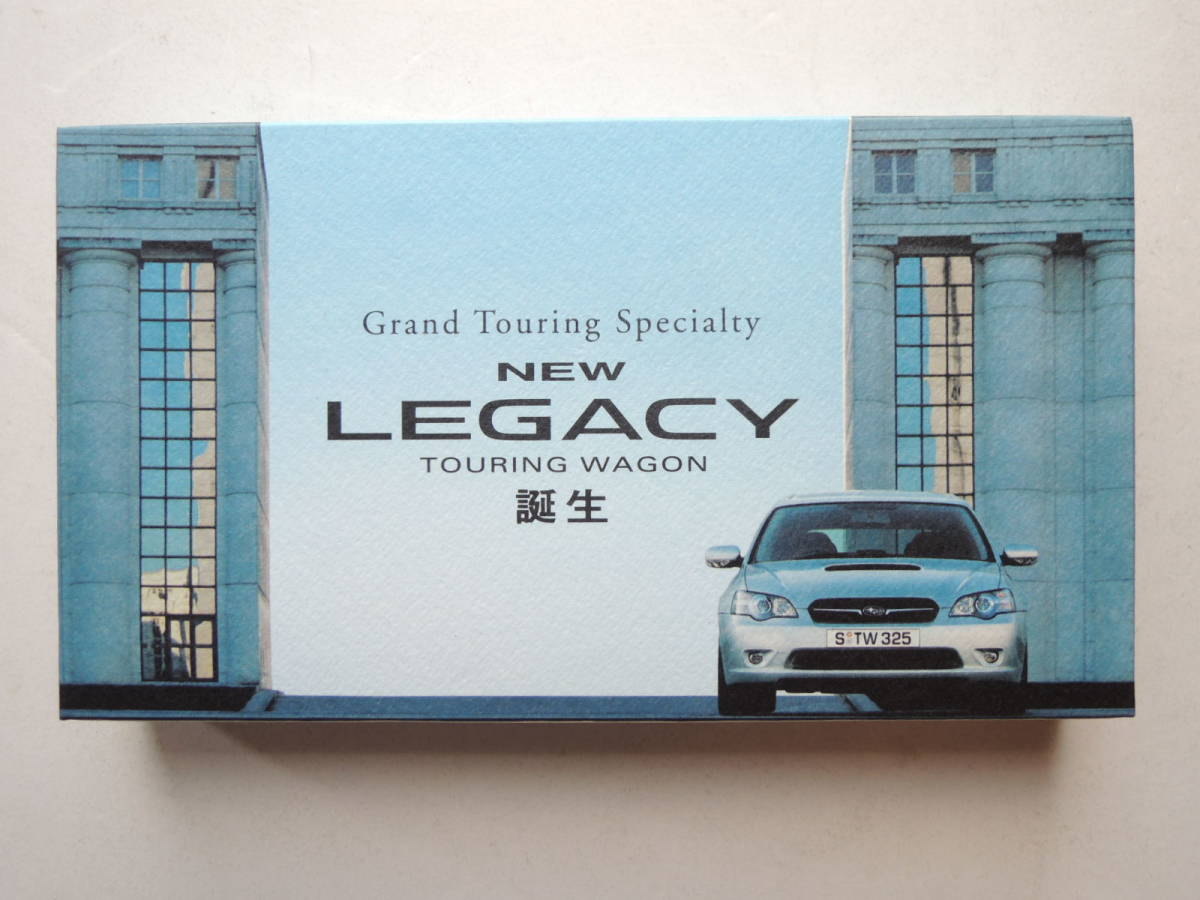 Grand Touring Specialty
NEW
LEGACY
TOURING WAGON
誕生
S TW 325